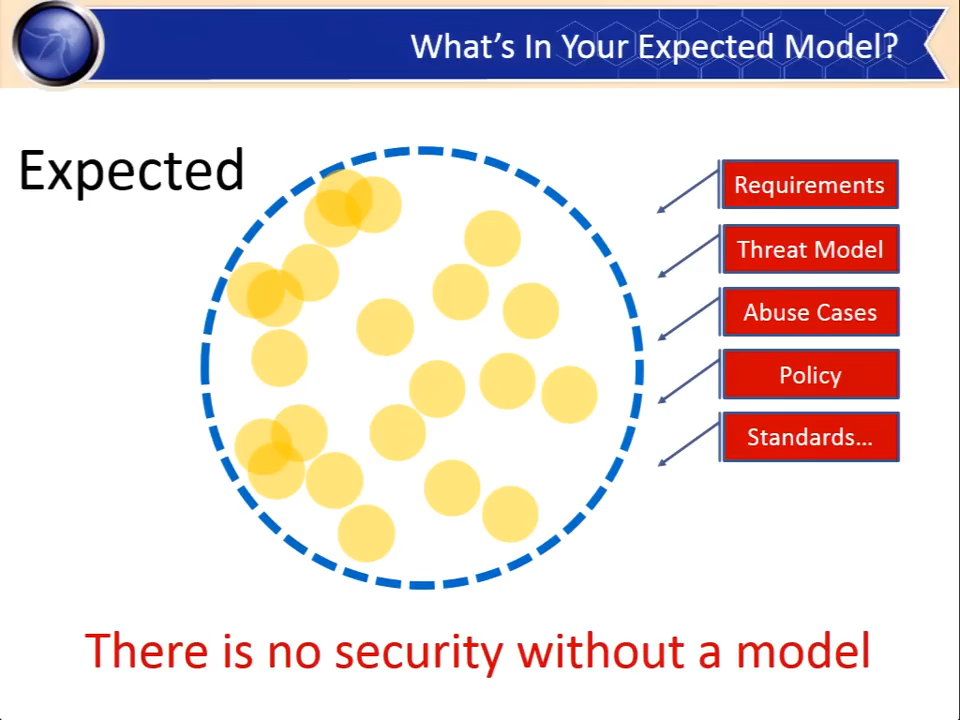 What’s In Your Expected Model?
Expected
Requirements
Threat Model
Abuse Cases
Policy
Standards…
There is no security without a model